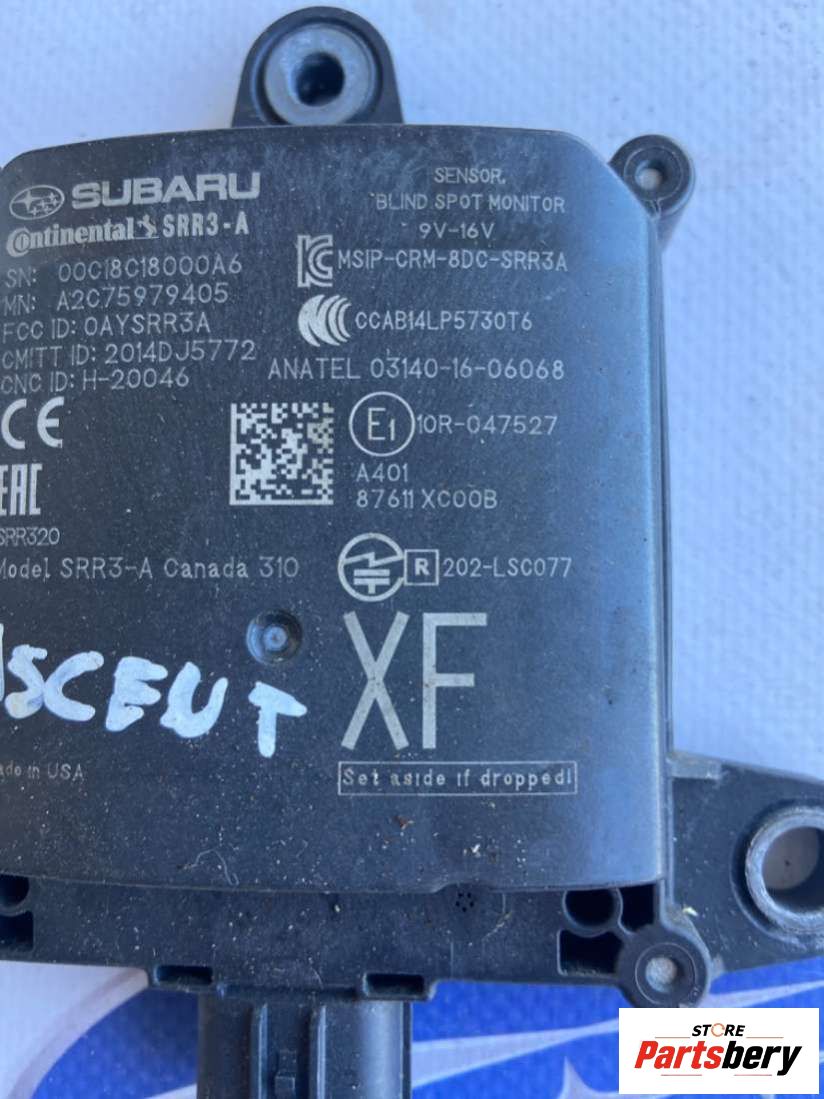 SUBARU
Continental SRR3-A
SN: 00C18C18000A6
MN: A2C75979405
FCC ID: OAYSRR3A
CMITT ID: 2014DJ5772
CNC ID: H-20046
CE
EAC
SRR320
Model SRR3-A Canada 310
SENSOR,
BLIND SPOT MONITOR
9V-16V
MSIP-CRM-8DC-SRR3A
CCAB14LP5730T6
ANATEL 03140-16-06068
E1 10R-047527
A401
87611 XC00B
R 202-LSC077
XF
SCEUT
ade in USA
Set aside if dropped!
STORE
Partsbery